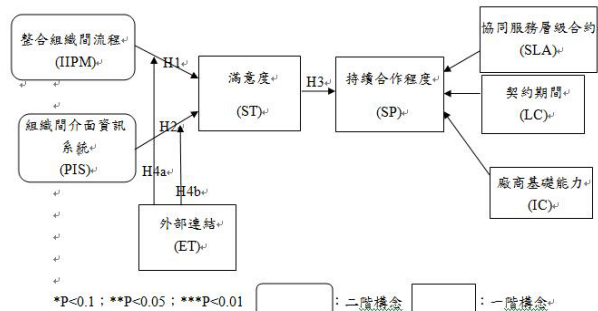 整合組織間流程
(IIPM)
H1
組織間介面資訊
系統
(PIS)
H2
滿意度
(ST)
H3
持續合作程度
(SP)
協同服務層級合約
(SLA)
契約期間
(LC)
廠商基礎能力
(IC)
H4a
H4b
外部連結
(ET)
*P<0.1；**P<0.05；***P<0.01
：二階構念
：一階構念